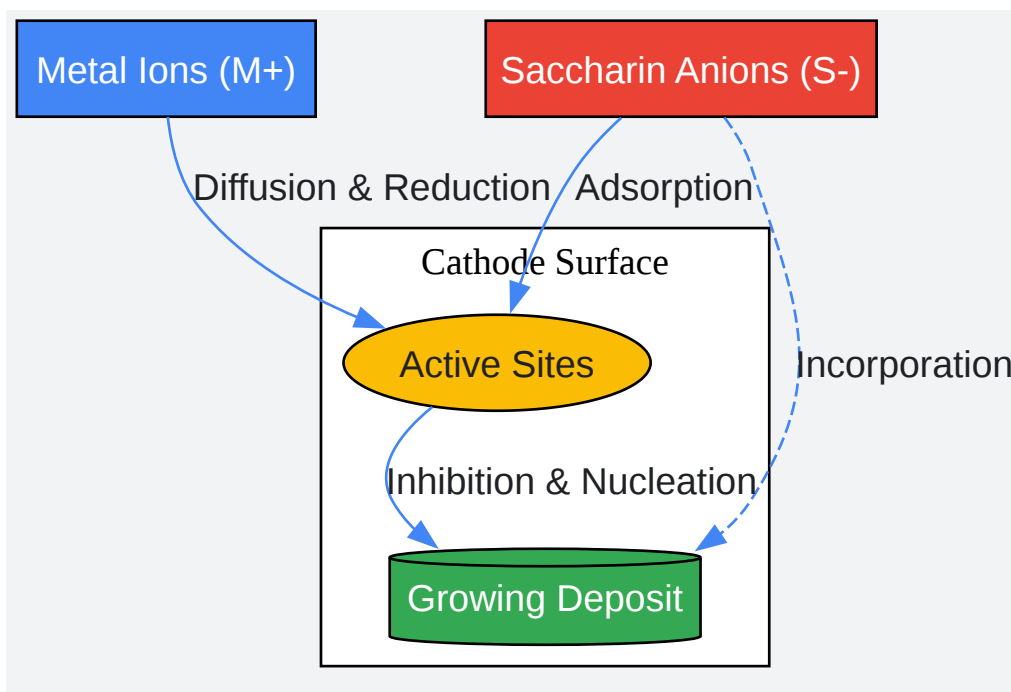 Metal Ions (M+)
Saccharin Anions (S-)
Diffusion & Reduction
Adsorption
Cathode Surface
Active Sites
Incorporation
Inhibition & Nucleation
Growing Deposit